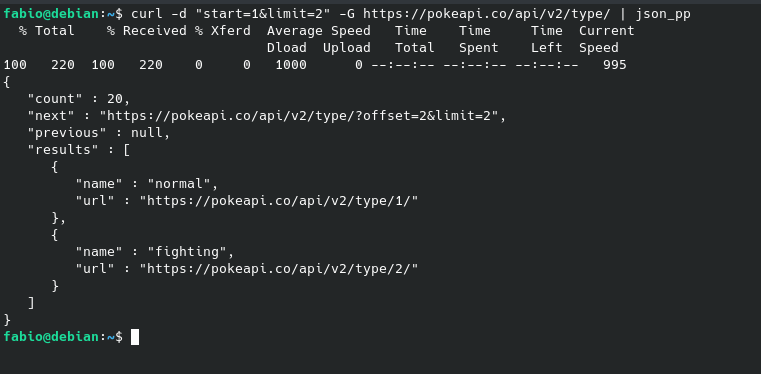 fabio@debian:~$ curl -d "start=1&limit=2" -G https://pokeapi.co/api/v2/type/ | json_pp
  % Total    % Received % Xferd  Average Speed   Time    Time     Time  Current
                                 Dload  Upload   Total   Spent    Left  Speed
100   220  100   220    0     0   1000      0 --:--:-- --:--:-- --:--:--   995
{
   "count" : 20,
   "next" : "https://pokeapi.co/api/v2/type/?offset=2&limit=2",
   "previous" : null,
   "results" : [
      {
         "name" : "normal",
         "url" : "https://pokeapi.co/api/v2/type/1/"
      },
      {
         "name" : "fighting",
         "url" : "https://pokeapi.co/api/v2/type/2/"
      }
   ]
}
fabio@debian:~$